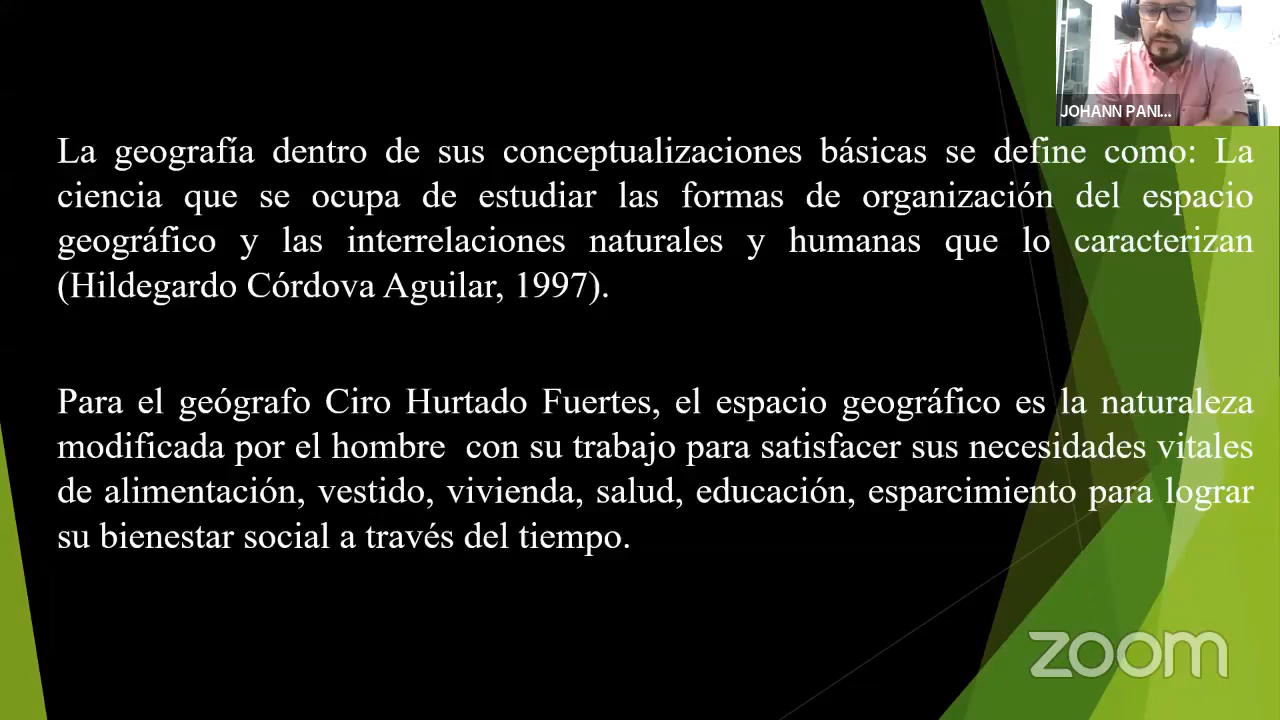 JOHANN PANI...
La geografía dentro de sus conceptualizaciones básicas se define como: La
ciencia que se ocupa de estudiar las formas de organización del espacio
geográfico y las interrelaciones naturales y humanas que lo caracterizan
(Hildegardo Córdova Aguilar, 1997).
Para el geógrafo Ciro Hurtado Fuertes, el espacio geográfico es la naturaleza
modificada por el hombre con su trabajo para satisfacer sus necesidades vitales
de alimentación, vestido, vivienda, salud, educación, esparcimiento para lograr
su bienestar social a través del tiempo.
zoom